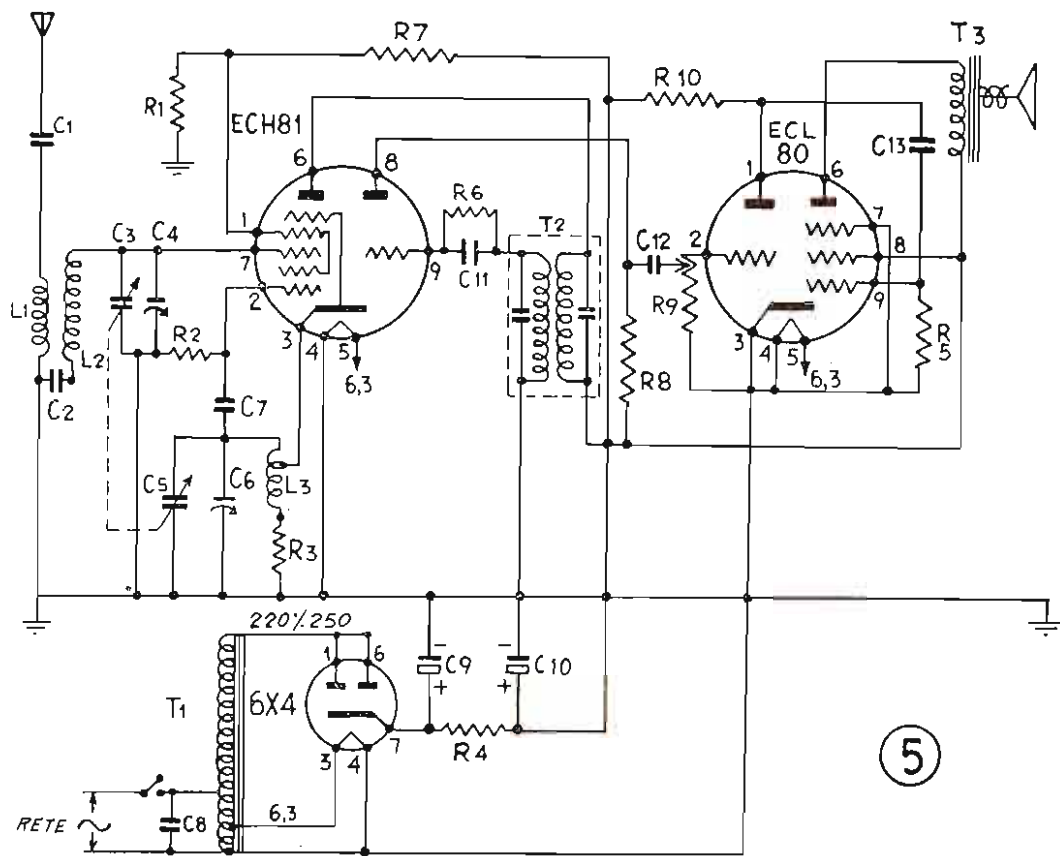 T3
R7
R10
R1
ECH81
ECL
80
C1
C13
6
8
1
6
R6
T2
7
C3
C4
1
C12
2
8
7
9
C11
9
2
R9
L1
R2
3
4
5
6,3
3
4
5
6,3
R
5
L2
R8
C2
C7
C5
C6
L3
R3
220%250
1
6
C9
-
+
-
+
C10
T1
6X4
7
R4
3
4
5
RETE
C8
6,3